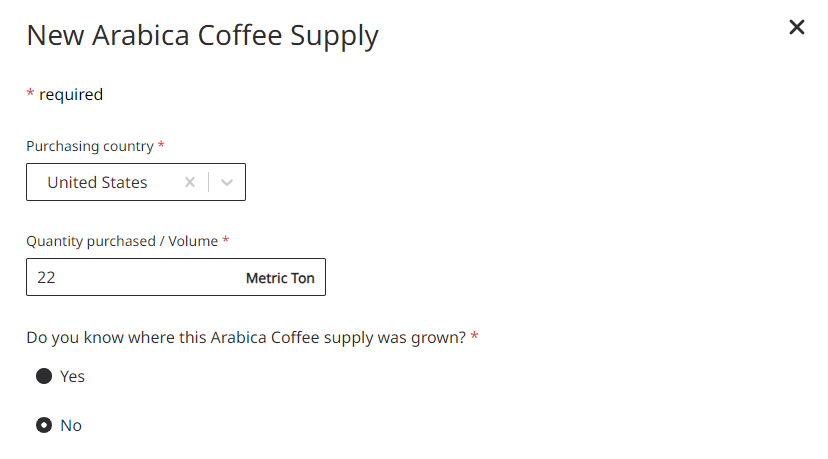 New Arabica Coffee Supply
* required
Purchasing country *
United States
Quantity purchased / Volume *
22 Metric Ton
Do you know where this Arabica Coffee supply was grown? *
Yes
No